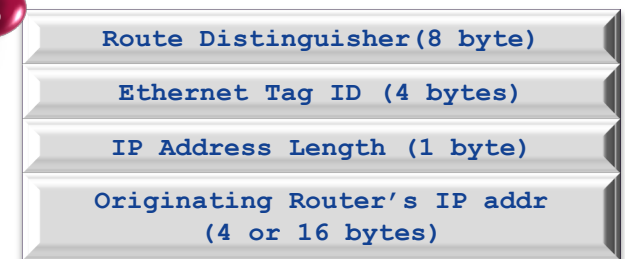 Route Distinguisher(8 byte)
Ethernet Tag ID (4 bytes)
IP Address Length (1 byte)
Originating Router's IP addr
(4 or 16 bytes)